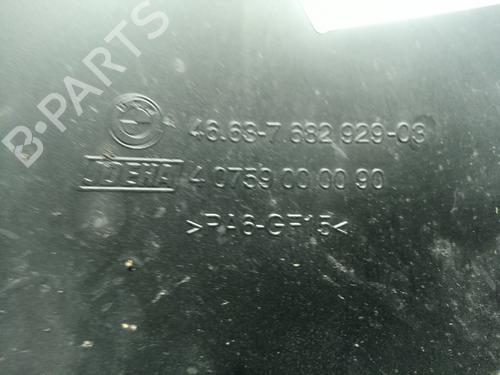 B-PARTS
46.63-7.682 929-03
JOEHA 4 0759 00 00 90
>PA6-GF15<